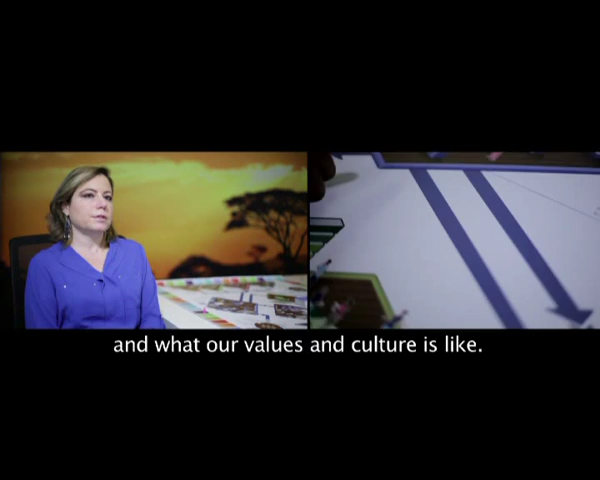 and what our values and culture is like.